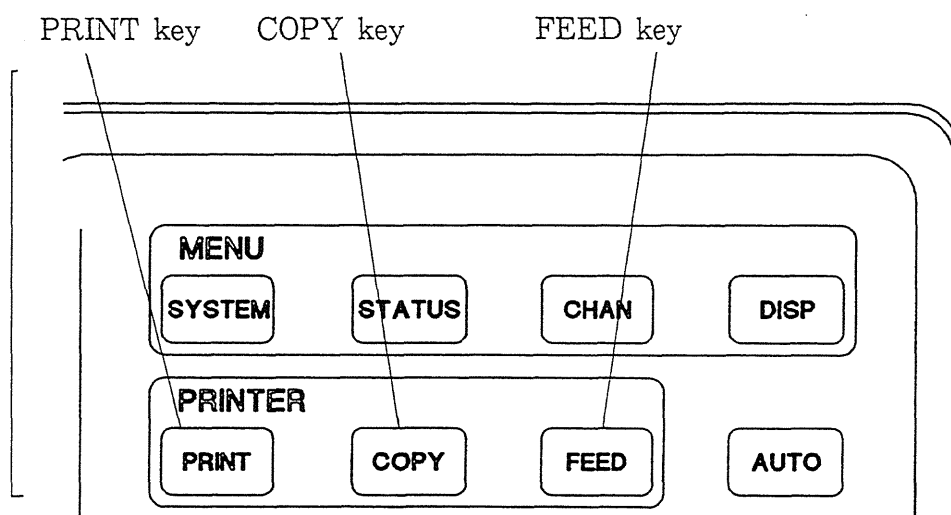 PRINT key COPY key FEED key
MENU
SYSTEM STATUS CHAN DISP
PRINTER
PRINT COPY FEED AUTO